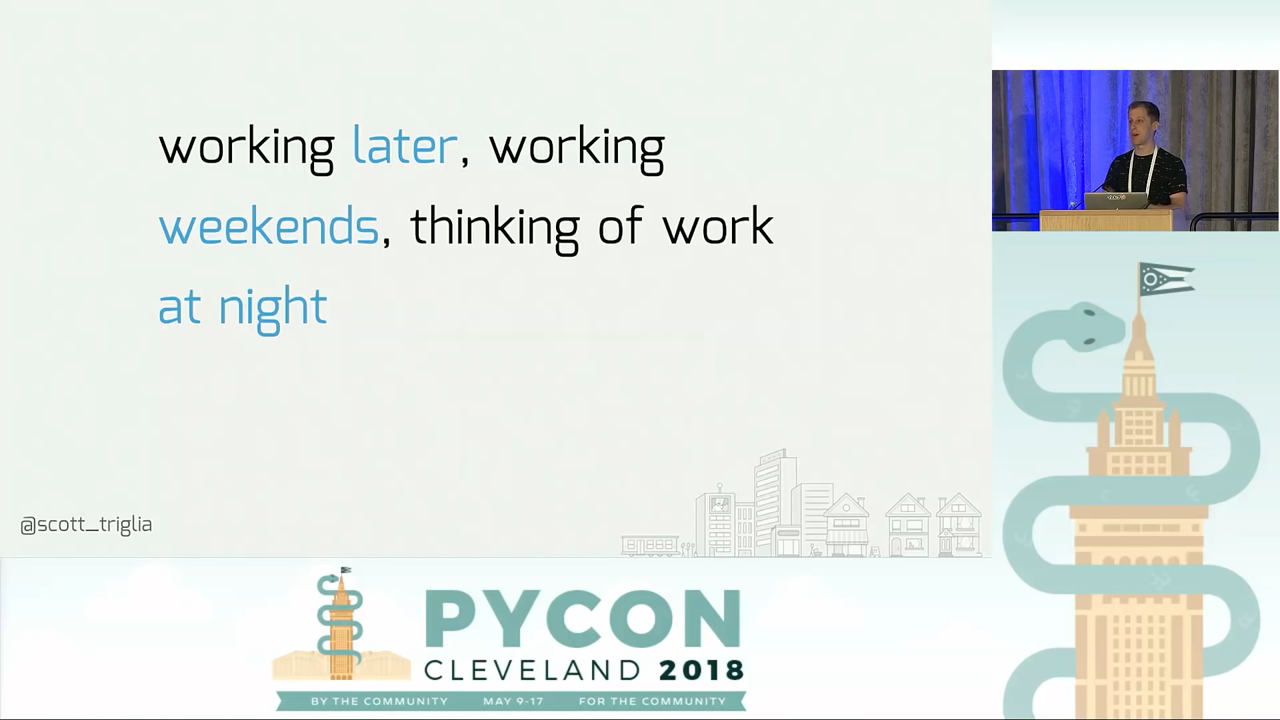 working later, working
weekends, thinking of work
at night
@scott_triglia
PYCON
CLEVELAND 2018
BY THE COMMUNITY MAY 9-17 FOR THE COMMUNITY